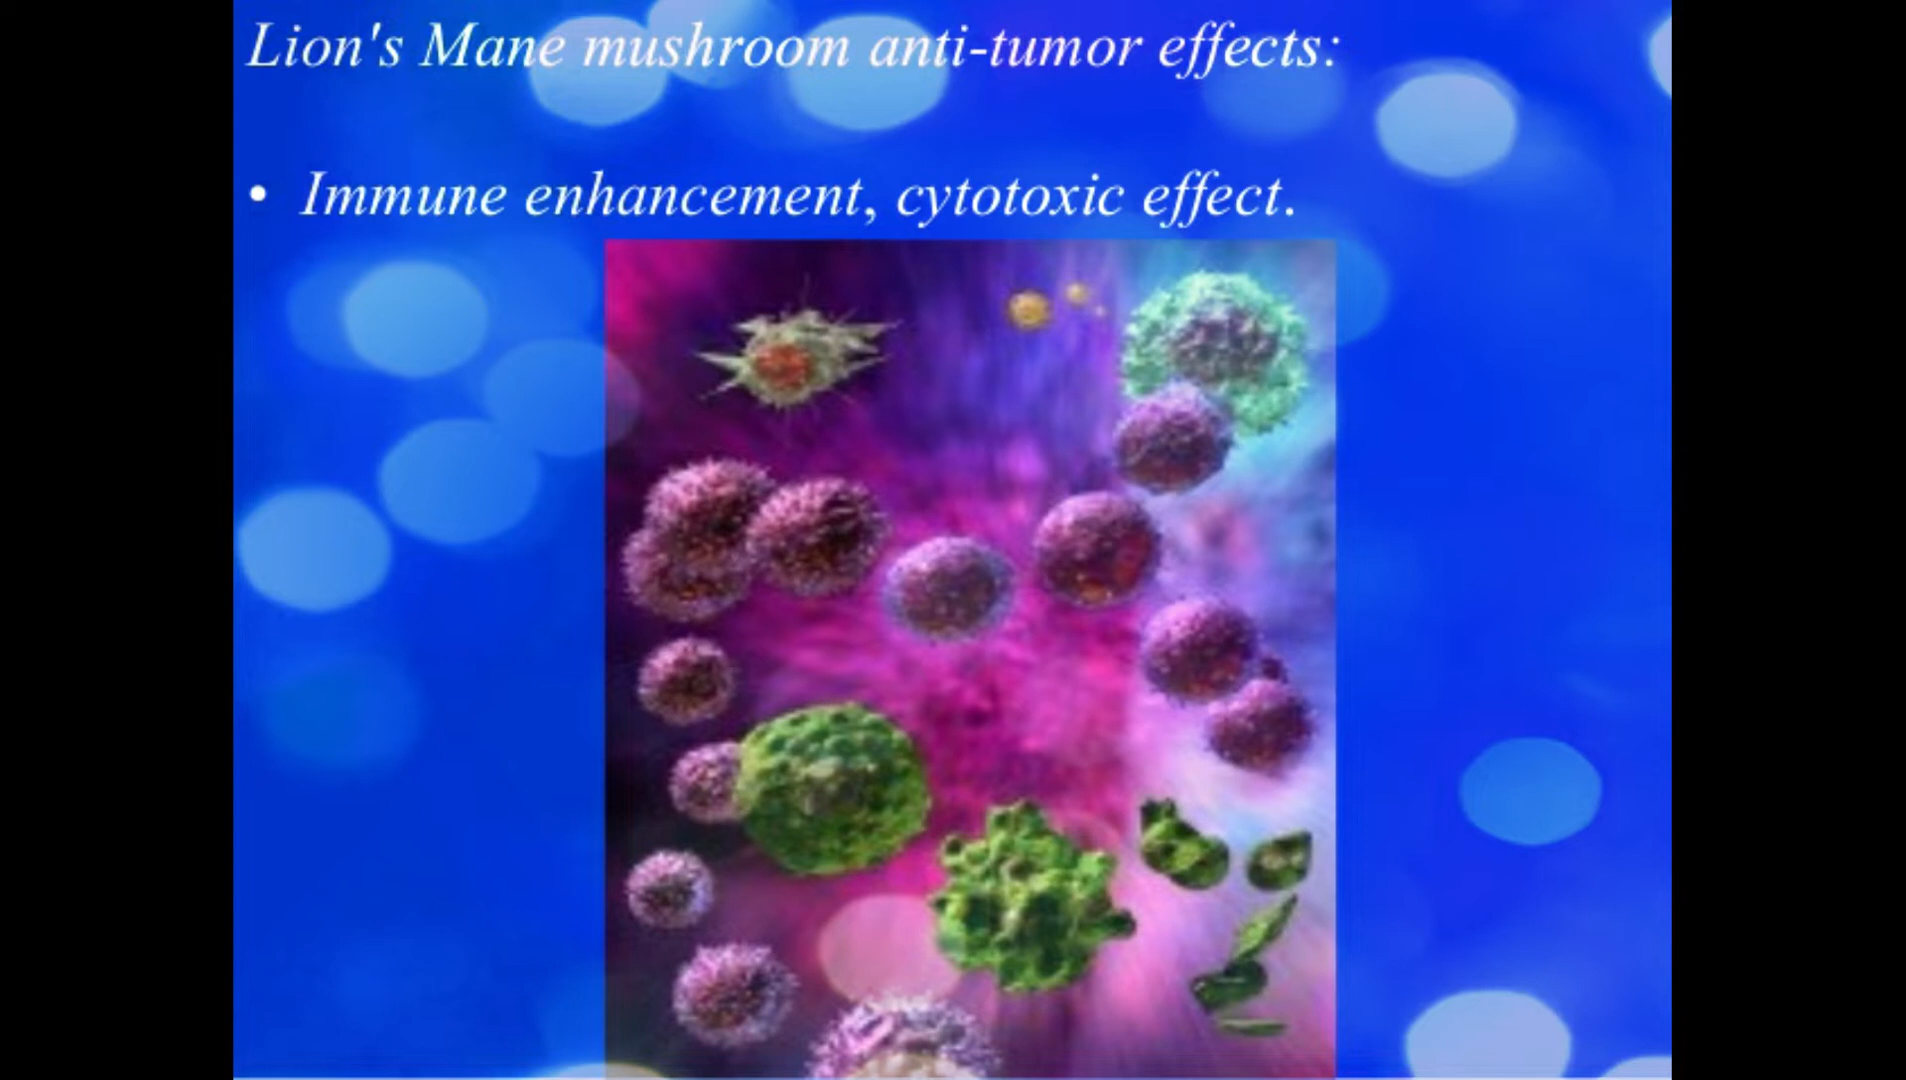 Lion's Mane mushroom anti-tumor effects:
• Immune enhancement, cytotoxic effect.